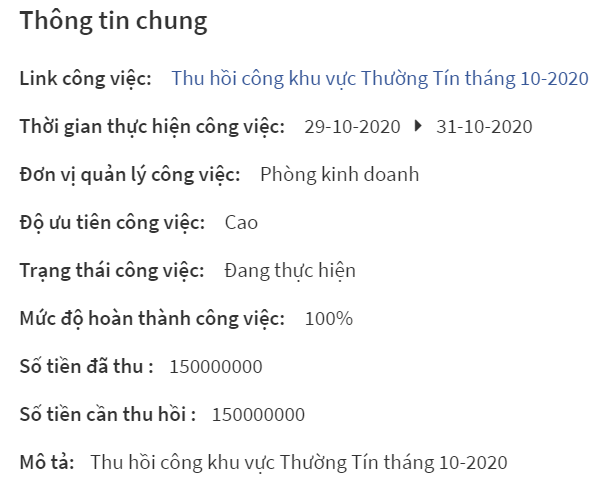 Thông tin chung
Link công việc: Thu hồi công khu vực Thường Tín tháng 10-2020
Thời gian thực hiện công việc: 29-10-2020 ▶ 31-10-2020
Đơn vị quản lý công việc: Phòng kinh doanh
Độ ưu tiên công việc: Cao
Trạng thái công việc: Đang thực hiện
Mức độ hoàn thành công việc: 100%
Số tiền đã thu : 150000000
Số tiền cần thu hồi : 150000000
Mô tả: Thu hồi công khu vực Thường Tín tháng 10-2020